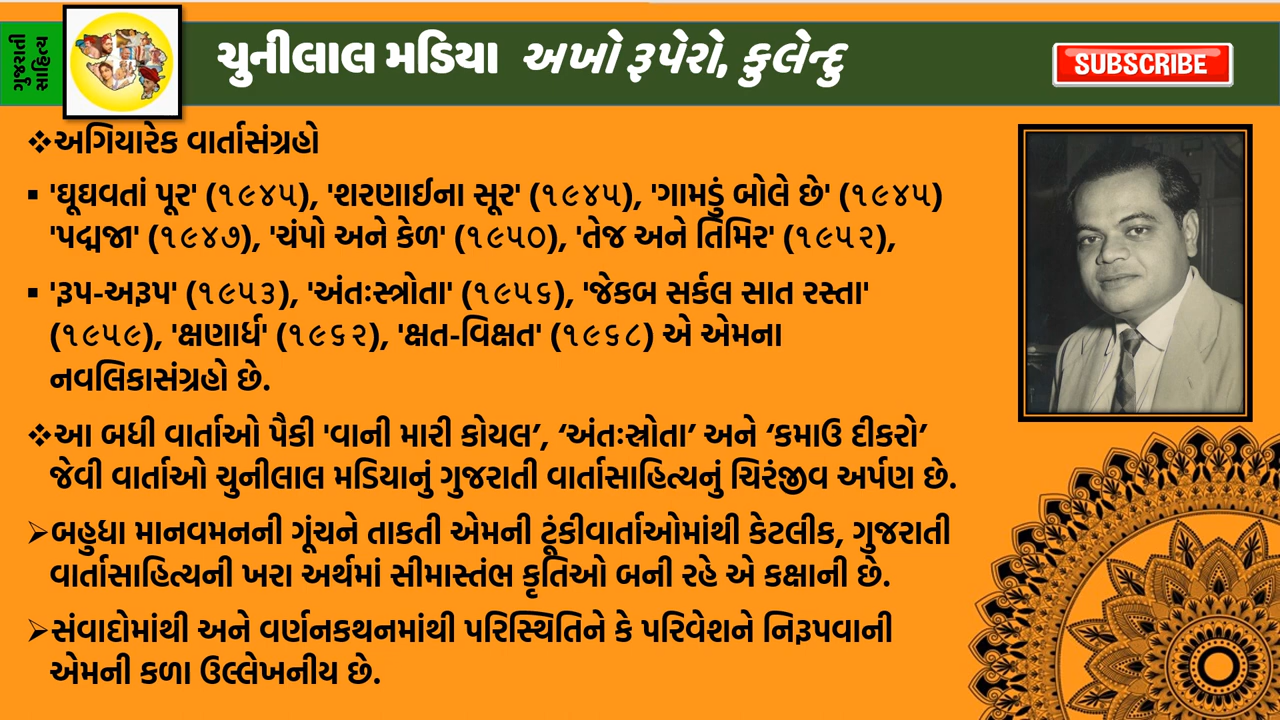 ગુજરાતી
સાહિત્ય
ચુનીલાલ મડિયા અખો રૂપેરો, કુલેન્દુ
SUBSCRIBE
❖અગિયારેક વાર્તાસંગ્રહો
▪ 'ઘૂઘવતાં પૂર' (૧૯૪૫), 'શરણાઈના સૂર' (૧૯૪૫), 'ગામડું બોલે છે' (૧૯૪૫)
'પદ્મજા' (૧૯૪૭), 'ચંપો અને કેળ' (૧૯૫૦), 'તેજ અને તિમિર' (૧૯૫૨),
▪ 'રૂપ-અરૂપ' (૧૯૫૩), 'અંતઃસ્ત્રોતા' (૧૯૫૬), 'જેકબ સર્કલ સાત રસ્તા'
(૧૯૫૯), 'ક્ષણાર્ધ' (૧૯૬૨), 'ક્ષત-વિક્ષત' (૧૯૬૮) એ એમના
નવલિકાસંગ્રહો છે.
❖આ બધી વાર્તાઓ પૈકી 'વાની મારી કોયલ’, ‘અંતઃસ્રોતા’ અને ‘કમાઉ દીકરો’
જેવી વાર્તાઓ ચુનીલાલ મડિયાનું ગુજરાતી વાર્તાસાહિત્યનું ચિરંજીવ અર્પણ છે.
➢બહુધા માનવમનની ગૂંચને તાકતી એમની ટૂંકીવાર્તાઓમાંથી કેટલીક, ગુજરાતી
વાર્તાસાહિત્યની ખરા અર્થમાં સીમાસ્તંભ કૃતિઓ બની રહે એ કક્ષાની છે.
➢સંવાદોમાંથી અને વર્ણનકથનમાંથી પરિસ્થિતિને કે પરિવેશને નિરૂપવાની
એમની કળા ઉલ્લેખનીય છે.